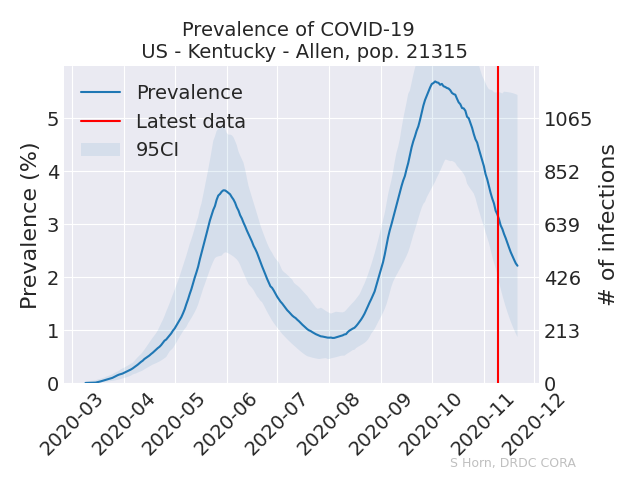 Prevalence of COVID-19
US - Kentucky - Allen, pop. 21315
Prevalence
Latest data
95CI
Prevalence (%)
5
4
3
2
1
0
1065
852
639
426
213
0
# of infections
2020-03
2020-04
2020-05
2020-06
2020-07
2020-08
2020-09
2020-10
2020-11
2020-12
S Horn, DRDC CORA